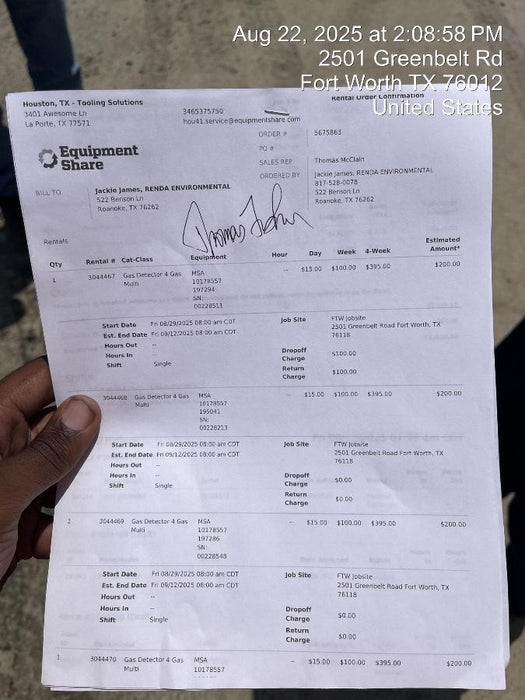 Aug 22, 2025 at 2:08:58 PM
2501 Greenbelt Rd
Fort Worth TX 76012
United States
Houston, TX - Tooling Solutions
3401 Awesome Ln
La Porte, TX 77571
3465375750
hou41.service@equipmentshare.com
Rental Order Confirmation
ORDER # 5675863
PO #
SALES REP Thomas McClain
ORDERED BY Jackie James, RENDA ENVIRONMENTAL
817-528-0078
522 Benson Ln
Roanoke, TX 76262
Equipment
Share
BILL TO Jackie James, RENDA ENVIRONMENTAL
522 Benson Ln
Roanoke, TX 76262
Thomas
Rentals
Qty Rental # Cat-Class Equipment Hour Day Week 4-Week Estimated Amount*
1 3044467 Gas Detector 4 Gas Multi MSA -- $15.00 $100.00 $395.00 $200.00
10178557
197294
SN:
00228511
Start Date Fri 08/29/2025 08:00 am CDT Job Site FTW Jobsite
Est. End Date Fri 09/12/2025 08:00 am CDT 2501 Greenbelt Road Fort Worth, TX
76118
Hours Out --
Hours In -- Dropoff Charge $100.00
Shift Single Return Charge $100.00
3044468 Gas Detector 4 Gas Multi MSA -- $15.00 $100.00 $395.00 $200.00
10178557
195041
SN:
00228213
Start Date Fri 08/29/2025 08:00 am CDT Job Site FTW Jobsite
Est. End Date Fri 09/12/2025 08:00 am CDT 2501 Greenbelt Road Fort Worth, TX
76118
Hours Out --
Hours In -- Dropoff Charge $0.00
Shift Single Return Charge $0.00
1 3044469 Gas Detector 4 Gas Multi MSA -- $15.00 $100.00 $395.00 $200.00
10178557
197286
SN:
00228548
Start Date Fri 08/29/2025 08:00 am CDT Job Site FTW Jobsite
Est. End Date Fri 09/12/2025 08:00 am CDT 2501 Greenbelt Road Fort Worth, TX
76118
Hours Out --
Hours In -- Dropoff Charge $0.00
Shift Single Return Charge $0.00
1 3044470 Gas Detector 4 Gas Multi MSA -- $15.00 $100.00 $395.00 $200.00
10178557